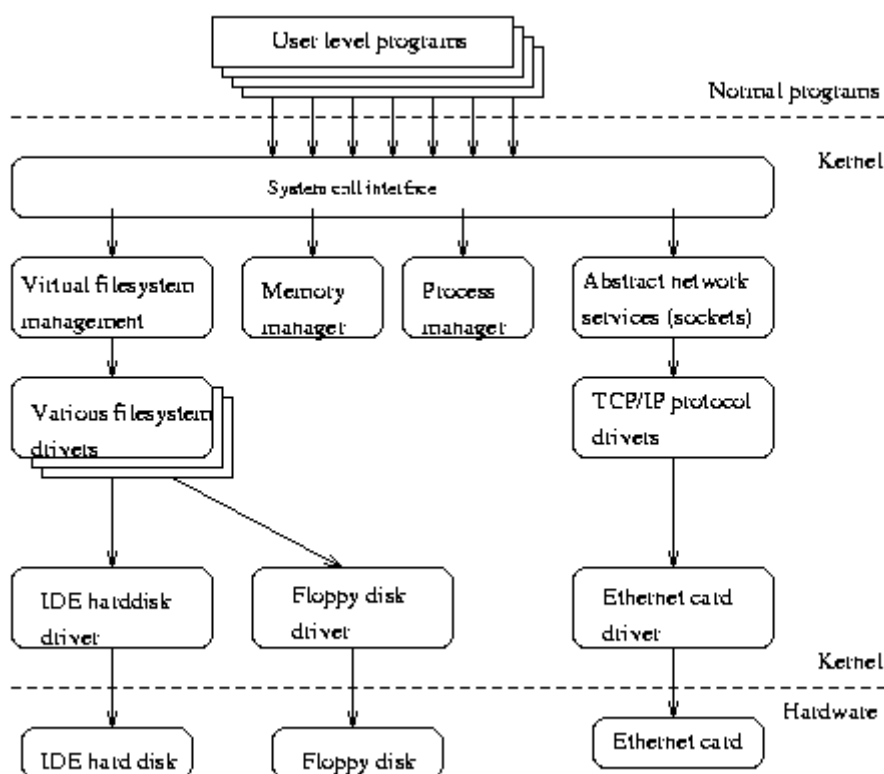 User level programs
Normal programs
Kernel
System call interface
Virtual filesystem
management
Memory
manager
Process
manager
Abstract network
services (sockets)
Various filesystem
drivers
TCP/IP protocol
drivers
IDE harddisk
driver
Floppy disk
driver
Ethernet card
driver
Kernel
Hardware
IDE hard disk
Floppy disk
Ethernet card